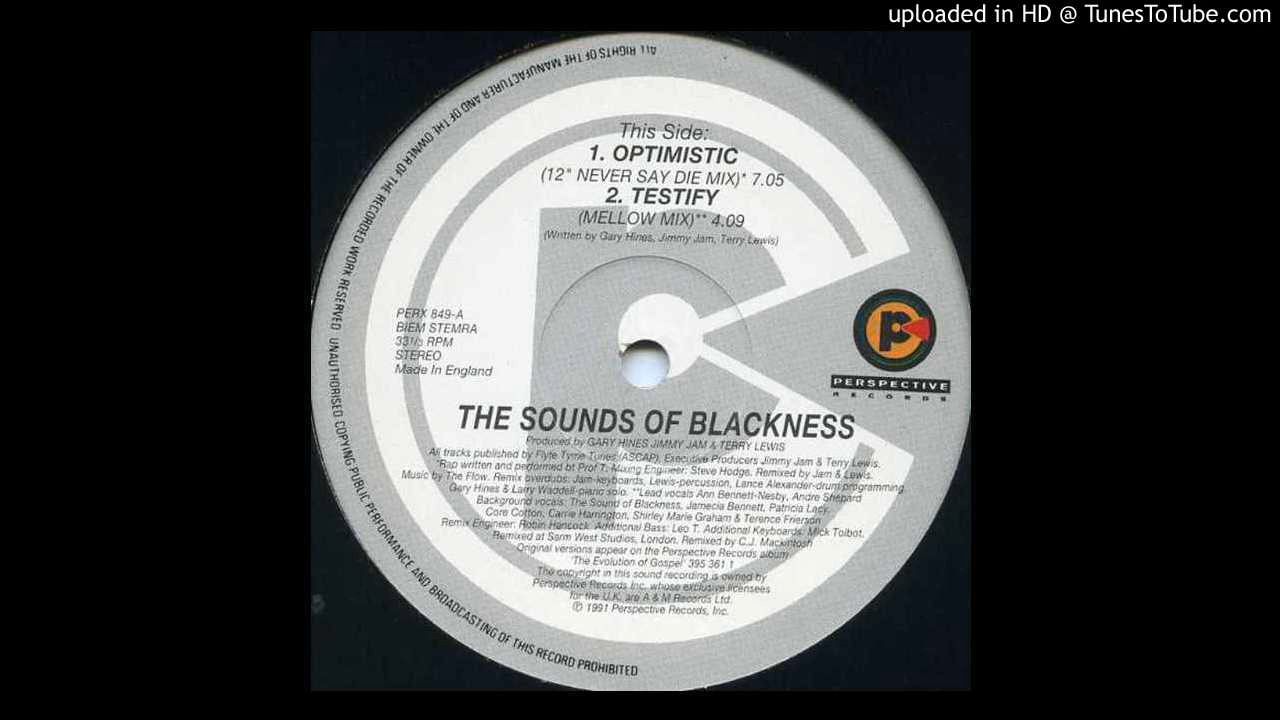 uploaded in HD @ TunesToTube.com
ALL RIGHTS OF THE MANUFACTURER AND OF THE OWNER OF THE RECORDED WORK RESERVED UNAUTHORISED COPYING PUBLIC PERFORMANCE AND BROADCASTING OF THIS RECORD PROHIBITED
This Side:
1. OPTIMISTIC
(12" NEVER SAY DIE MIX)* 7.05
2. TESTIFY
(MELLOW MIX)** 4.09
(Written by Gary Hines, Jimmy Jam, Terry Lewis)
PERX 849-A
BIEM STEMRA
33 1/3 RPM
STEREO
Made In England
PERSPECTIVE
RECORDS
THE SOUNDS OF BLACKNESS
Produced by GARY HINES JIMMY JAM & TERRY LEWIS
All tracks published by Flyte Tyme Tunes (ASCAP), Executive Producers Jimmy Jam & Terry Lewis.
*Rap written and performed bt Prof T. Mixing Engineer: Steve Hodge. Remixed by Jam & Lewis.
Music by The Flow. Remix overdubs: Jam-keyboards, Lewis-percussion, Lance Alexander-drum programming.
Gary Hines & Larry Waddell-piano solo. **Lead vocals Ann Bennett-Nesby, Andre Shepard
Background vocals: The Sound of Blackness, Jamecia Bennett, Patricia Lacy,
Core Cotton, Carrie Harrington, Shirley Marie Graham & Terence Frierson
Remix Engineer: Robin Hancock. Additional Bass: Leo T. Additional Keyboards: Mick Tolbot.
Remixed at Sarm West Studios, London. Remixed by C.J. Mackintosh
Original versions appear on the Perspective Records album
'The Evolution of Gospel' 395 361 1
The copyright in this sound recording is owned by
Perspective Records Inc. whose exclusive licensees
for the U.K. are A & M Records Ltd.
℗ 1991 Perspective Records, Inc.